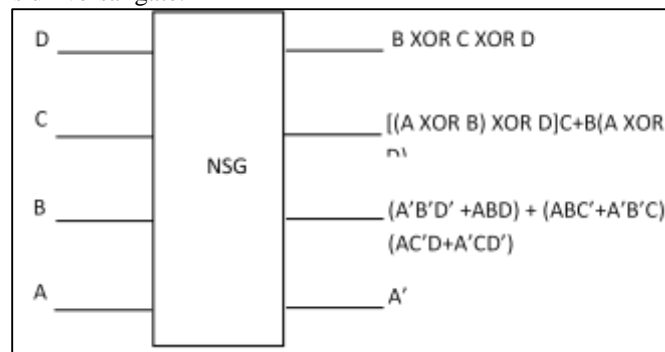 D B XOR C XOR D
C [(A XOR B) XOR D]C+B(A XOR
NSG
B (A’B’D’ +ABD) + (ABC’+A’B’C)
(AC’D+A’CD’)
A A’